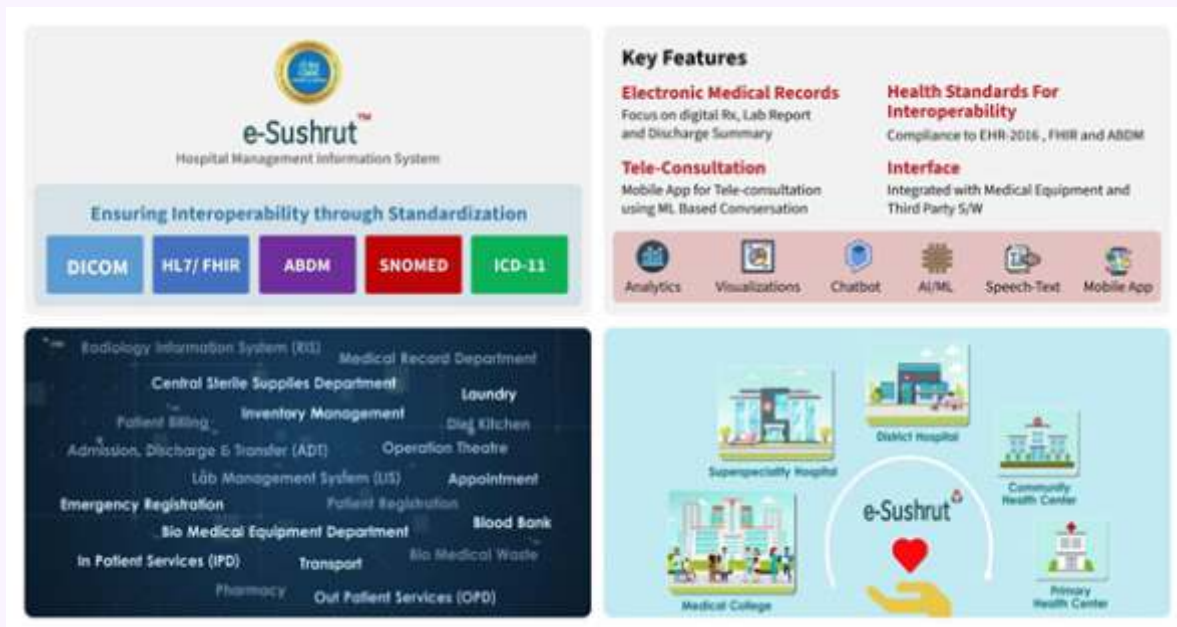 e-Sushrut™
Hospital Management Information System
Ensuring Interoperability through Standardization
DICOM
HL7/ FHIR
ABDM
SNOMED
ICD-11
Key Features
Electronic Medical Records
Focus on digital Rx, Lab Report
and Discharge Summary
Health Standards For
Interoperability
Compliance to EHR-2016 , FHIR and ABDM
Tele-Consultation
Mobile App for Tele-consultation
using ML Based Convsersation
Interface
Integrated with Medical Equipment and
Third Party S/W
Analytics
Visualizations
Chatbot
AI/ML
Speech-Text
Mobile App
Radiology Information System (RIS)
Medical Record Department
Central Sterile Supplies Department
Laundry
Patient Billing
Inventory Management
Diet Kitchen
Admission, Discharge & Transfer (ADT)
Operation Theatre
Lab Management System (LIS)
Appointment
Emergency Registration
Patient Registration
Blood Bank
Bio Medical Equipment Department
Bio Medical Waste
In Patient Services (IPD)
Transport
Pharmacy
Out Patient Services (OPD)
Superspeciality Hospital
District Hospital
Community
Health Center
Medical College
e-Sushrut
Primary
Health Center